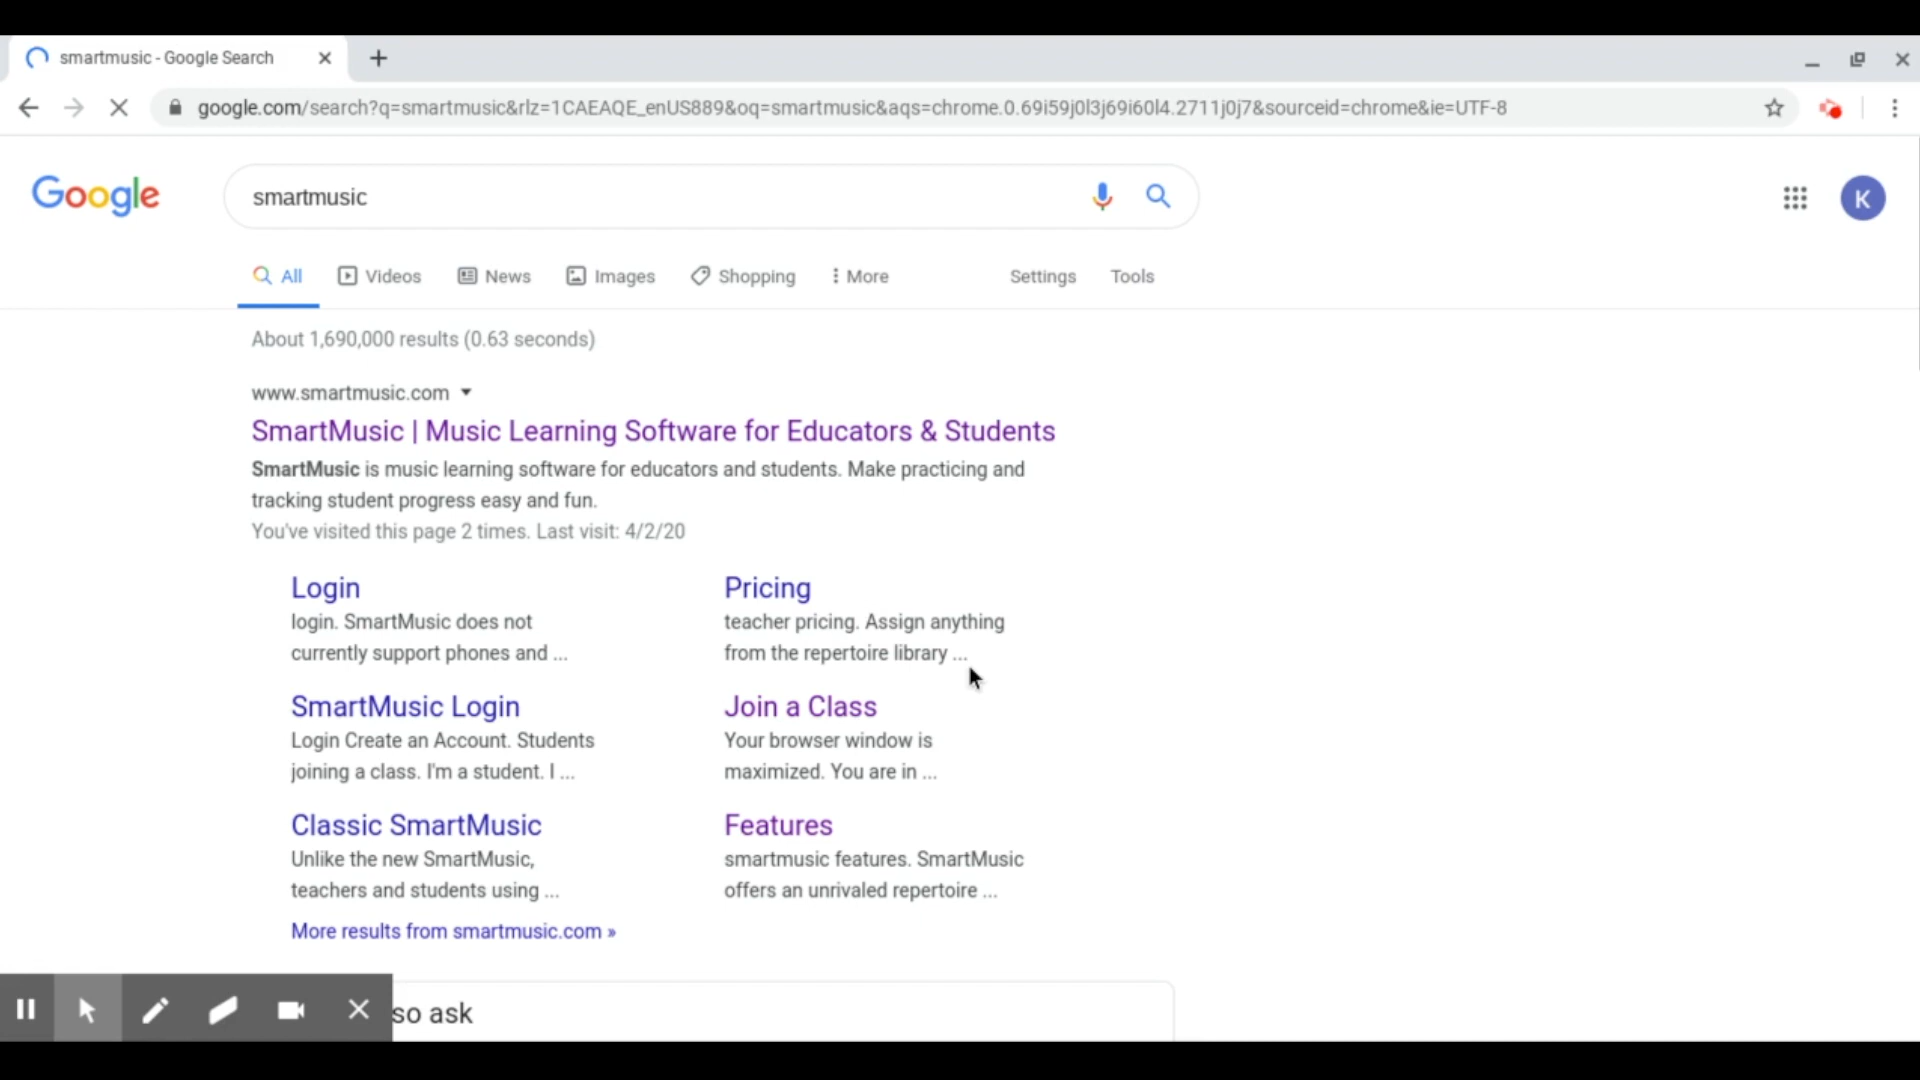 smartmusic - Google Search
google.com/search?q=smartmusic&rlz=1CAEAQE_enUS889&oq=smartmusic&aqs=chrome.0.69i59j0l3j69i60l4.2711j0j7&sourceid=chrome&ie=UTF-8
Google
smartmusic
K
All Videos News Images Shopping More Settings Tools
About 1,690,000 results (0.63 seconds)
www.smartmusic.com
SmartMusic | Music Learning Software for Educators & Students
SmartMusic is music learning software for educators and students. Make practicing and
tracking student progress easy and fun.
You've visited this page 2 times. Last visit: 4/2/20
Login
login. SmartMusic does not
currently support phones and ...
Pricing
teacher pricing. Assign anything
from the repertoire library ...
SmartMusic Login
Login Create an Account. Students
joining a class. I'm a student. I ...
Join a Class
Your browser window is
maximized. You are in ...
Classic SmartMusic
Unlike the new SmartMusic,
teachers and students using ...
Features
smartmusic features. SmartMusic
offers an unrivaled repertoire ...
More results from smartmusic.com »
so ask